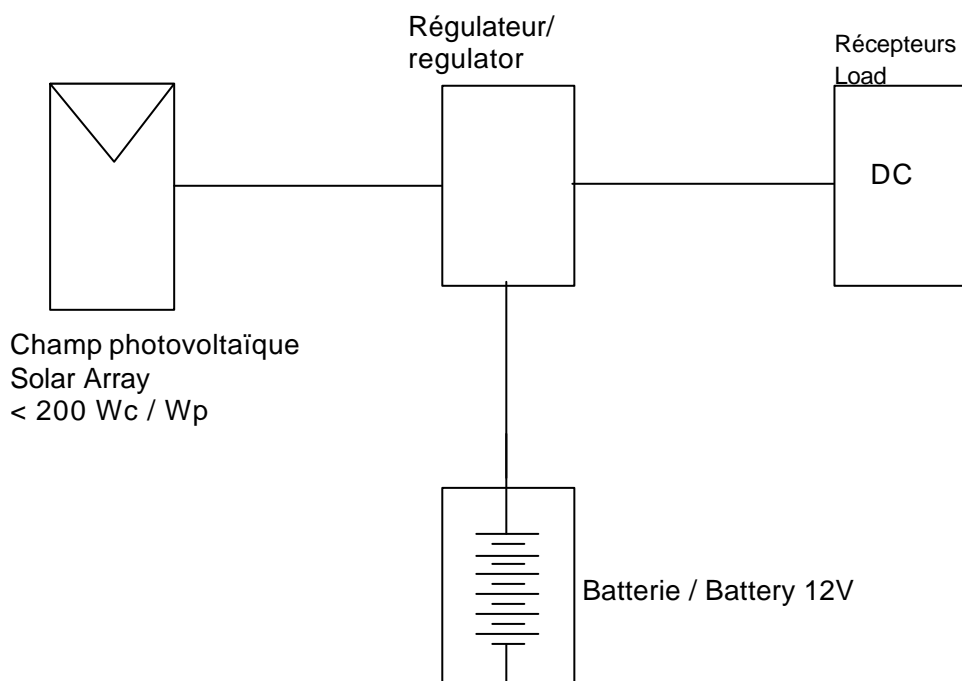 Régulateur/
regulator
Récepteurs
Load
DC
Champ photovoltaïque
Solar Array
< 200 Wc / Wp
Batterie / Battery 12V